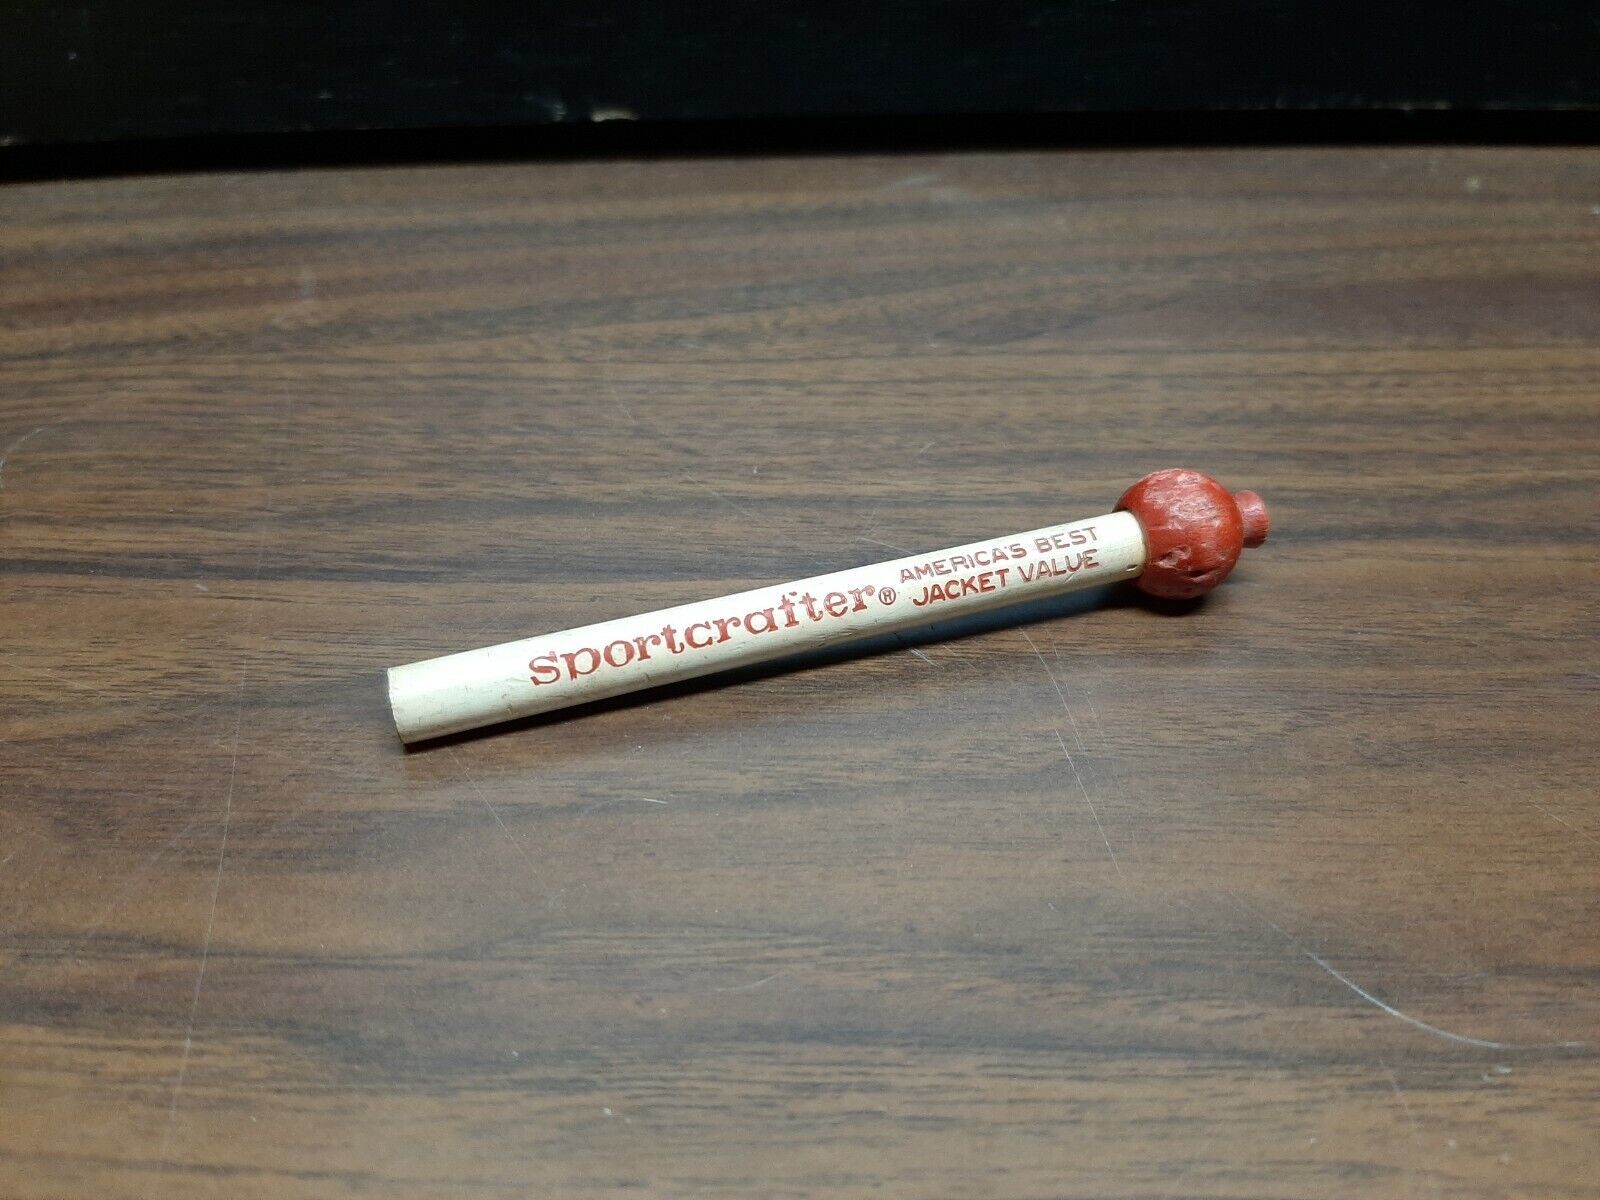 sportcrafter®
AMERICA'S BEST
JACKET VALUE